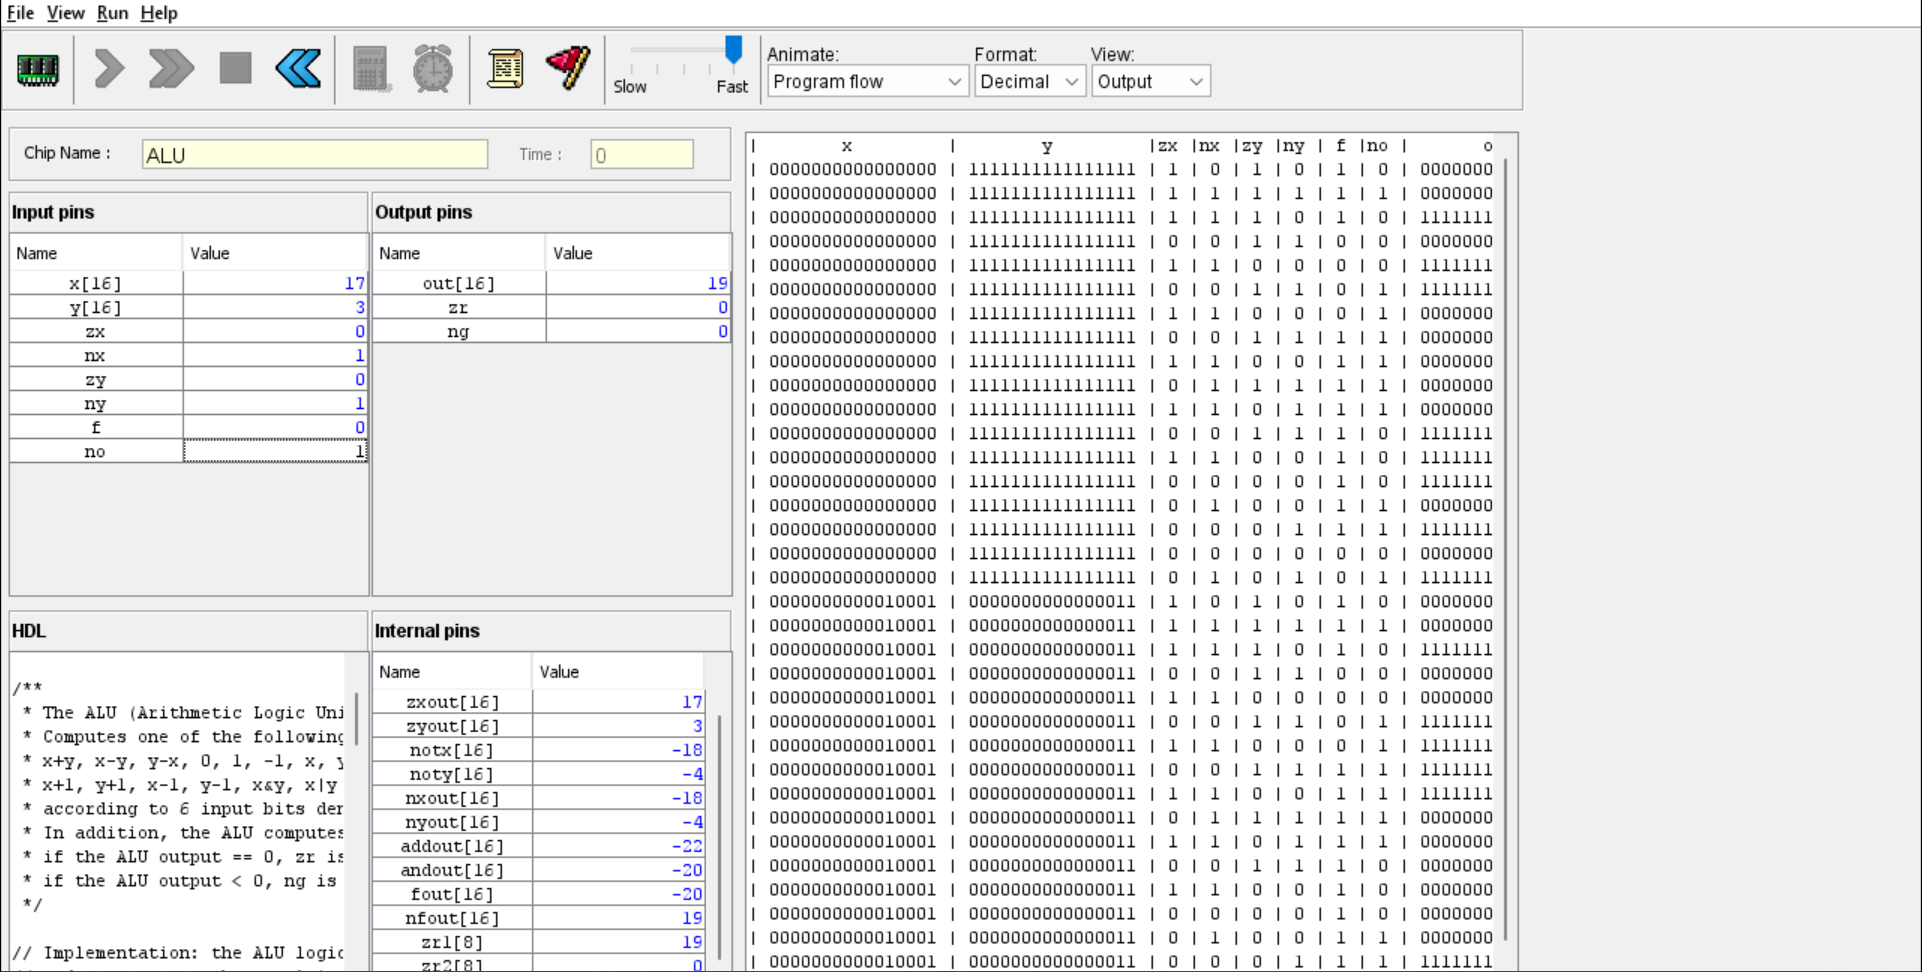 File View Run Help
Animate: Format: View:
Slow Fast Program flow Decimal Output
Chip Name : ALU Time : 0
Input pins
Name Value
x[16] 17
y[16] 3
zx 0
nx 1
zy 0
ny 1
f 0
no 1
Output pins
Name Value
out[16] 19
zr 0
ng 0
HDL
/**
* The ALU (Arithmetic Logic Uni
* Computes one of the following
* x+y, x-y, y-x, 0, 1, -1, x, y
* x+1, y+1, x-1, y-1, x&y, x|y
* according to 6 input bits den
* In addition, the ALU computes
* if the ALU output == 0, zr is
* if the ALU output < 0, ng is
*/
// Implementation: the ALU logic
Internal pins
Name Value
zxout[16] 17
zyout[16] 3
notx[16] -18
noty[16] -4
nxout[16] -18
nyout[16] -4
addout[16] -22
andout[16] -20
fout[16] -20
nfout[16] 19
zr1[8] 19
zr2[8] 0
| x | y |zx |nx |zy |ny | f |no | o
| 0000000000000000 | 1111111111111111 | 1 | 0 | 1 | 0 | 1 | 0 | 0000000
| 0000000000000000 | 1111111111111111 | 1 | 1 | 1 | 1 | 1 | 1 | 0000000
| 0000000000000000 | 1111111111111111 | 1 | 1 | 1 | 0 | 1 | 0 | 1111111
| 0000000000000000 | 1111111111111111 | 0 | 0 | 1 | 1 | 0 | 0 | 0000000
| 0000000000000000 | 1111111111111111 | 1 | 1 | 0 | 0 | 0 | 0 | 1111111
| 0000000000000000 | 1111111111111111 | 0 | 0 | 1 | 1 | 0 | 1 | 1111111
| 0000000000000000 | 1111111111111111 | 1 | 1 | 0 | 0 | 0 | 1 | 0000000
| 0000000000000000 | 1111111111111111 | 0 | 0 | 1 | 1 | 1 | 1 | 0000000
| 0000000000000000 | 1111111111111111 | 1 | 1 | 0 | 0 | 1 | 1 | 0000000
| 0000000000000000 | 1111111111111111 | 0 | 1 | 1 | 1 | 1 | 1 | 0000000
| 0000000000000000 | 1111111111111111 | 1 | 1 | 0 | 1 | 1 | 1 | 0000000
| 0000000000000000 | 1111111111111111 | 0 | 0 | 1 | 1 | 1 | 0 | 1111111
| 0000000000000000 | 1111111111111111 | 1 | 1 | 0 | 0 | 1 | 0 | 1111111
| 0000000000000000 | 1111111111111111 | 0 | 0 | 0 | 0 | 1 | 0 | 1111111
| 0000000000000000 | 1111111111111111 | 0 | 1 | 0 | 0 | 1 | 1 | 0000000
| 0000000000000000 | 1111111111111111 | 0 | 0 | 0 | 1 | 1 | 1 | 1111111
| 0000000000000000 | 1111111111111111 | 0 | 0 | 0 | 0 | 0 | 0 | 0000000
| 0000000000000000 | 1111111111111111 | 0 | 1 | 0 | 1 | 0 | 1 | 1111111
| 0000000000010001 | 0000000000000011 | 1 | 0 | 1 | 0 | 1 | 0 | 0000000
| 0000000000010001 | 0000000000000011 | 1 | 1 | 1 | 1 | 1 | 1 | 0000000
| 0000000000010001 | 0000000000000011 | 1 | 1 | 1 | 0 | 1 | 0 | 1111111
| 0000000000010001 | 0000000000000011 | 0 | 0 | 1 | 1 | 0 | 0 | 0000000
| 0000000000010001 | 0000000000000011 | 1 | 1 | 0 | 0 | 0 | 0 | 0000000
| 0000000000010001 | 0000000000000011 | 0 | 0 | 1 | 1 | 0 | 1 | 1111111
| 0000000000010001 | 0000000000000011 | 1 | 1 | 0 | 0 | 0 | 1 | 1111111
| 0000000000010001 | 0000000000000011 | 0 | 0 | 1 | 1 | 1 | 1 | 1111111
| 0000000000010001 | 0000000000000011 | 1 | 1 | 0 | 0 | 1 | 1 | 1111111
| 0000000000010001 | 0000000000000011 | 0 | 1 | 1 | 1 | 1 | 1 | 0000000
| 0000000000010001 | 0000000000000011 | 1 | 1 | 0 | 1 | 1 | 1 | 0000000
| 0000000000010001 | 0000000000000011 | 0 | 0 | 1 | 1 | 1 | 0 | 0000000
| 0000000000010001 | 0000000000000011 | 1 | 1 | 0 | 0 | 1 | 0 | 0000000
| 0000000000010001 | 0000000000000011 | 0 | 0 | 0 | 0 | 1 | 0 | 0000000
| 0000000000010001 | 0000000000000011 | 0 | 1 | 0 | 0 | 1 | 1 | 0000000
| 0000000000010001 | 0000000000000011 | 0 | 0 | 0 | 1 | 1 | 1 | 1111111